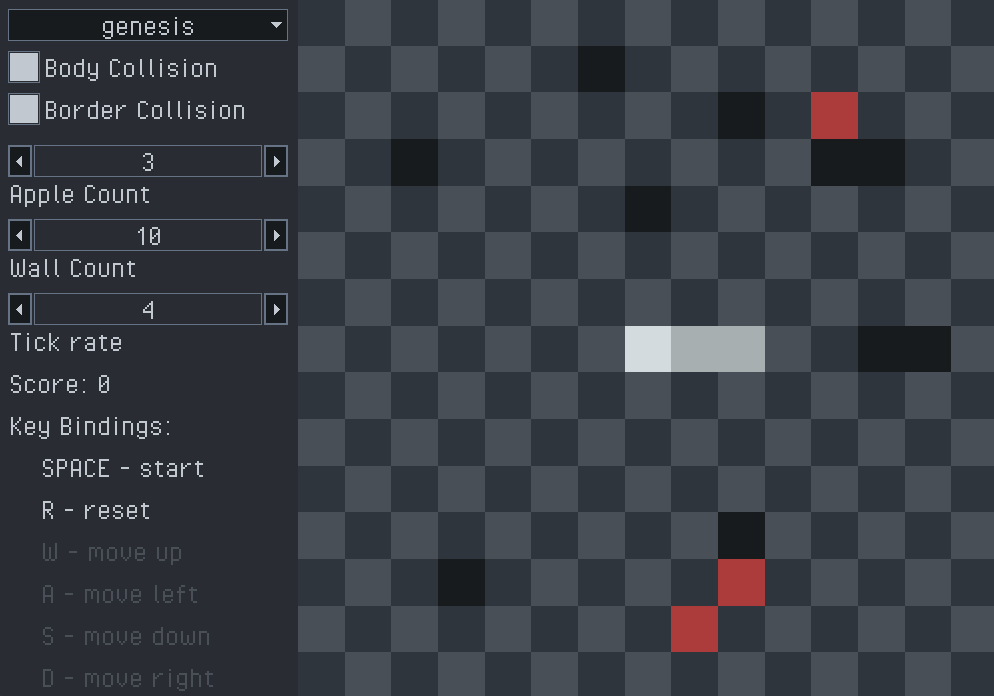 genesis
Body Collision
Border Collision
3
Apple Count
10
Wall Count
4
Tick rate
Score: 0
Key Bindings:
SPACE - start
R - reset
W - move up
A - move left
S - move down
D - move right